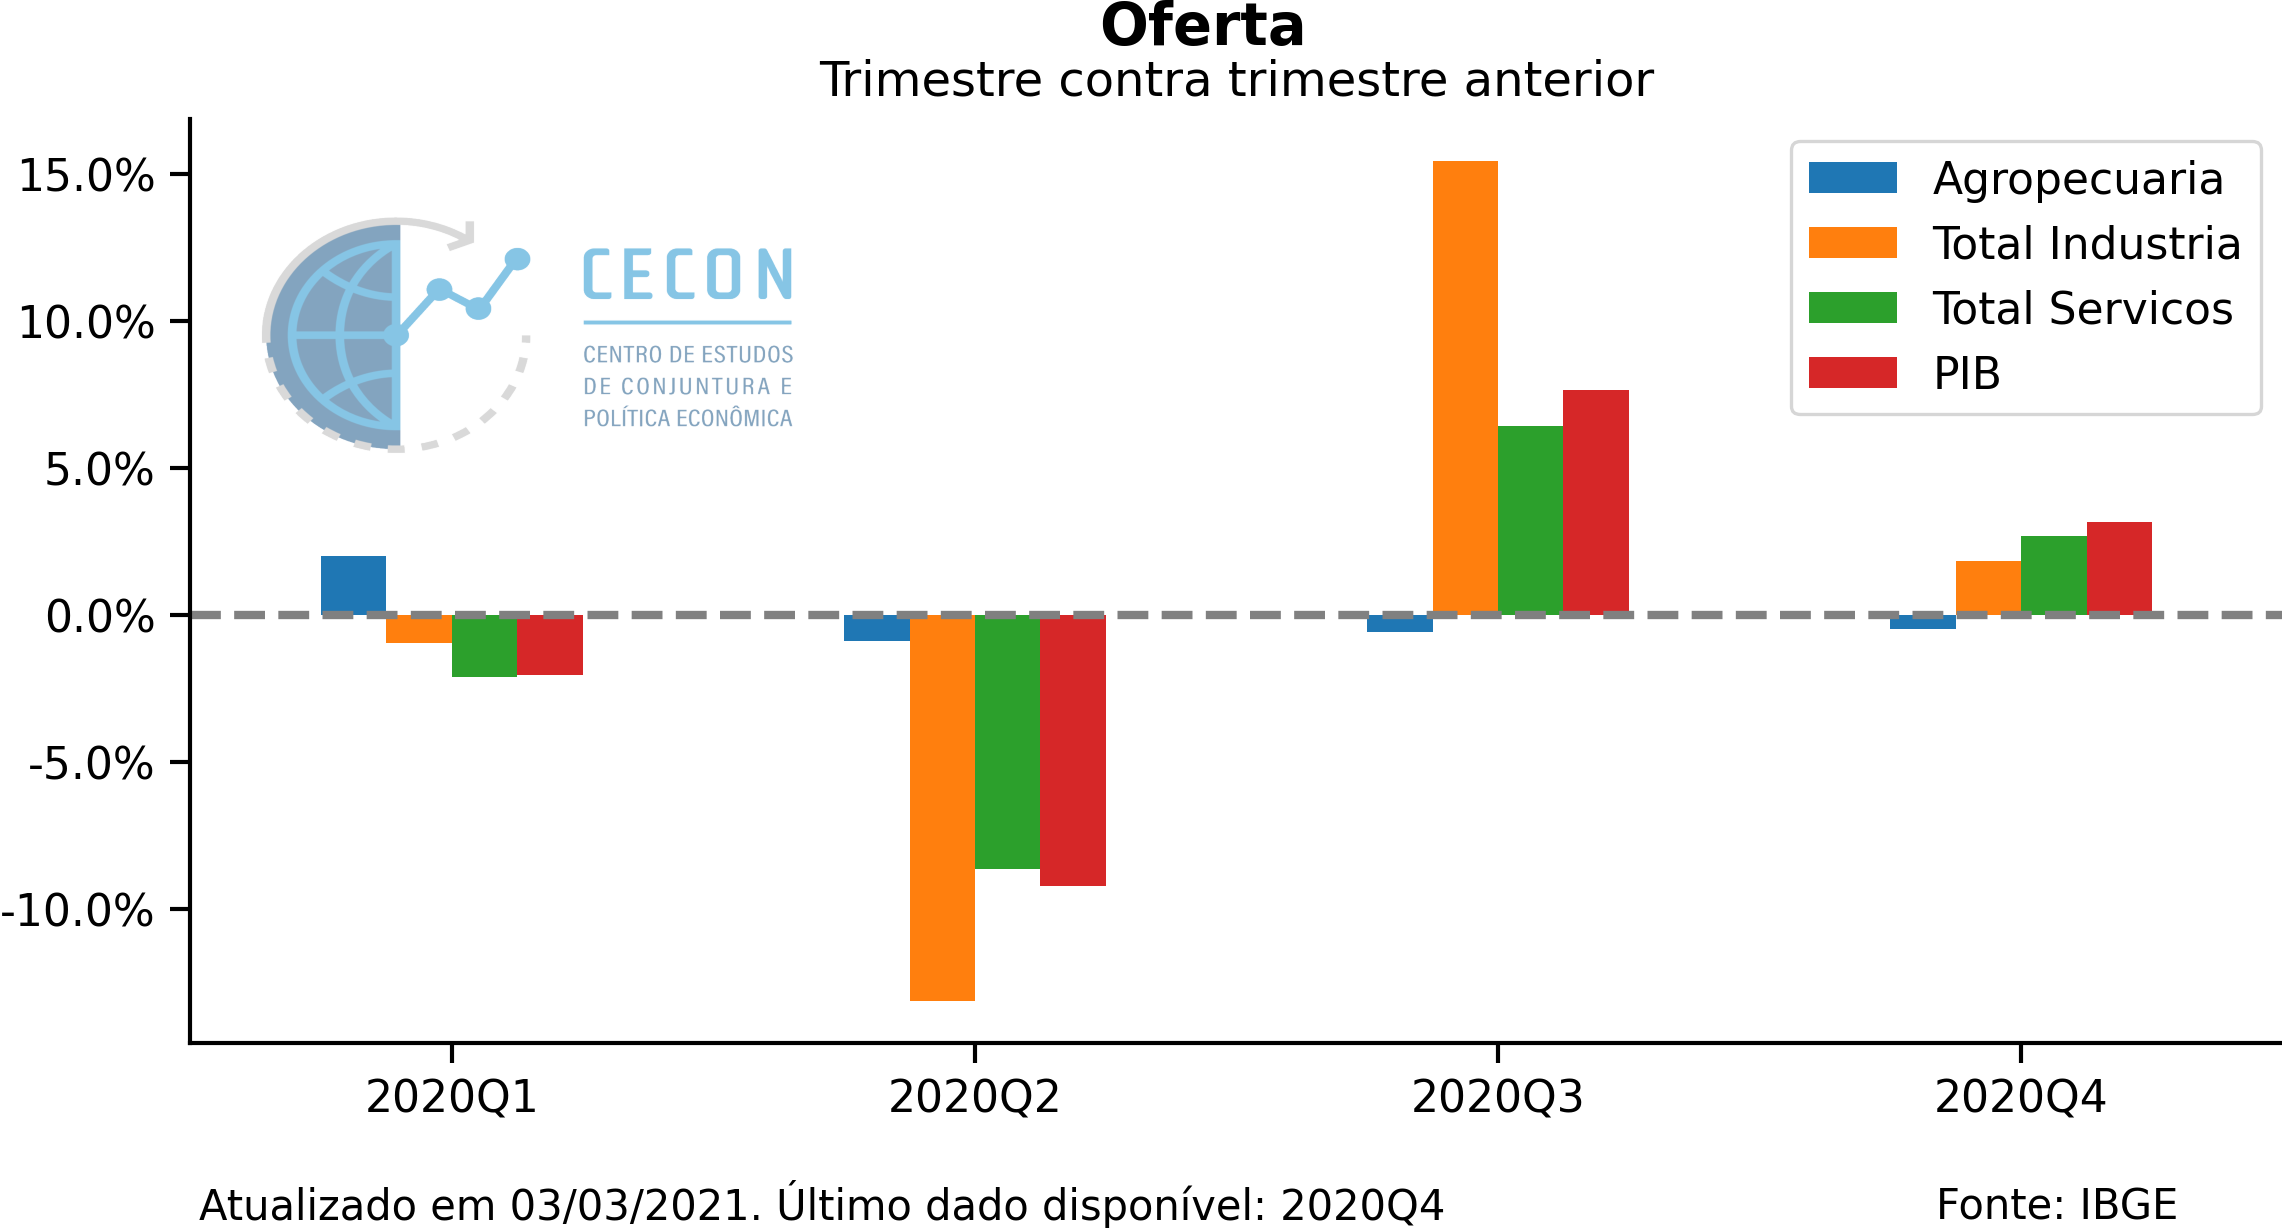 Oferta
Trimestre contra trimestre anterior
15.0%
10.0%
5.0%
0.0%
-5.0%
-10.0%
CECON
CENTRO DE ESTUDOS
DE CONJUNTURA E
POLÍTICA ECONÔMICA
Agropecuaria
Total Industria
Total Servicos
PIB
2020Q1
2020Q2
2020Q3
2020Q4
Atualizado em 03/03/2021. Último dado disponível: 2020Q4
Fonte: IBGE